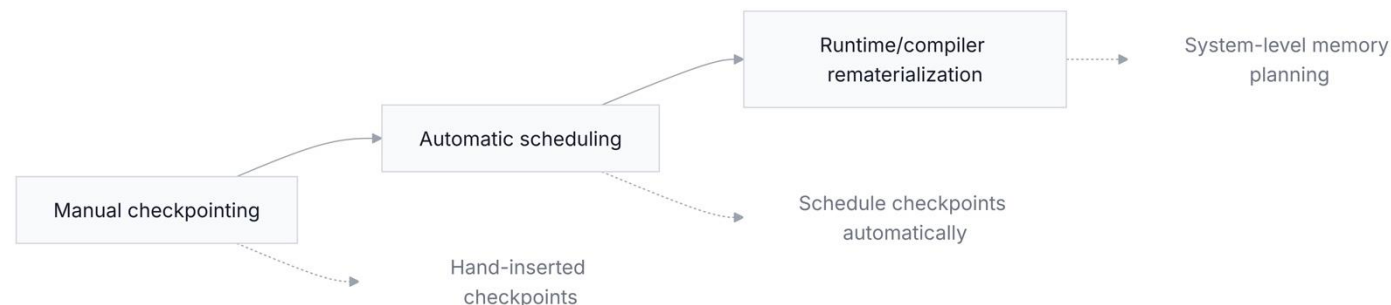 Runtime/compiler
rematerialization
System-level memory
planning
Automatic scheduling
Manual checkpointing
Schedule checkpoints
automatically
Hand-inserted
checkpoints